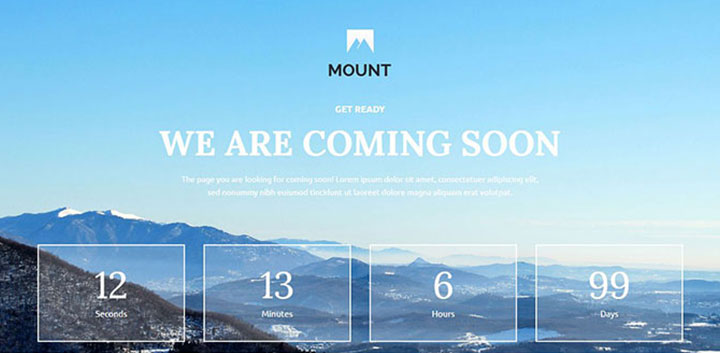 MOUNT
GET READY
WE ARE COMING SOON
The page you are looking for coming soon! Lorem ipsum dolor sit amet, consectetuer adipiscing elit,
sed nonummy nibh euismod tincidunt ut laoreet dolore magna aliquam erat volutpat.
12 13 6 99
Seconds Minutes Hours Days